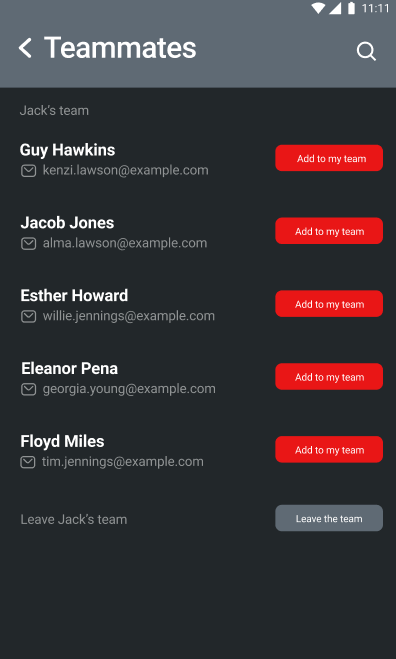 11:11
Teammates
Jack's team
Guy Hawkins
kenzi.lawson@example.com
Add to my team
Jacob Jones
alma.lawson@example.com
Add to my team
Esther Howard
willie.jennings@example.com
Add to my team
Eleanor Pena
georgia.young@example.com
Add to my team
Floyd Miles
tim.jennings@example.com
Add to my team
Leave Jack's team
Leave the team